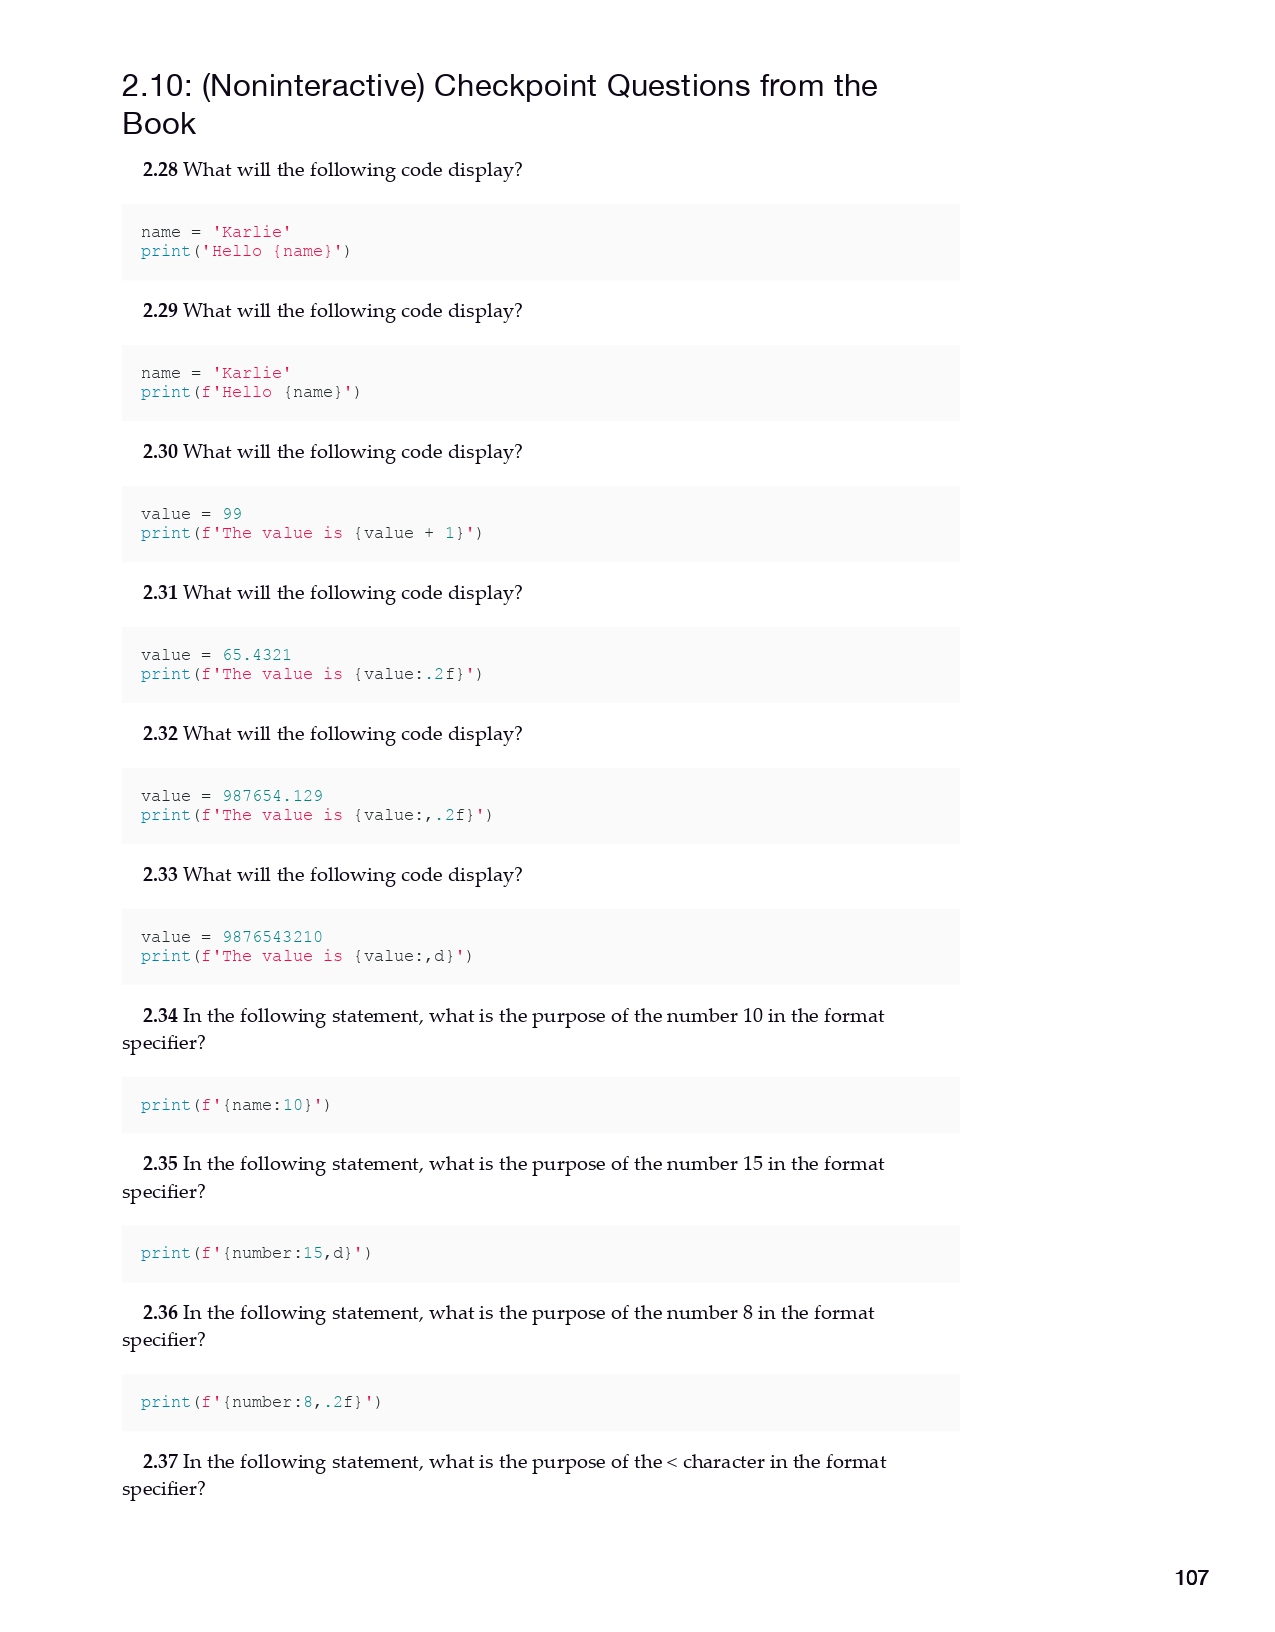 2.10: (Noninteractive) Checkpoint Questions from the
Book
2.28 What will the following code display?
name = 'Karlie'
print('Hello {name}')
2.29 What will the following code display?
name = 'Karlie'
print(f'Hello {name}')
2.30 What will the following code display?
value = 99
print(f'The value is {value + 1}')
2.31 What will the following code display?
value = 65.4321
print(f'The value is {value:.2f}')
2.32 What will the following code display?
value = 987654.129
print(f'The value is {value:,.2f}')
2.33 What will the following code display?
value = 9876543210
print(f'The value is {value:,d}')
2.34 In the following statement, what is the purpose of the number 10 in the format
specifier?
print(f'{name:10}')
2.35 In the following statement, what is the purpose of the number 15 in the format
specifier?
print(f'{number:15,d}')
2.36 In the following statement, what is the purpose of the number 8 in the format
specifier?
print(f'{number:8,.2f}')
2.37 In the following statement, what is the purpose of the < character in the format
specifier?
107